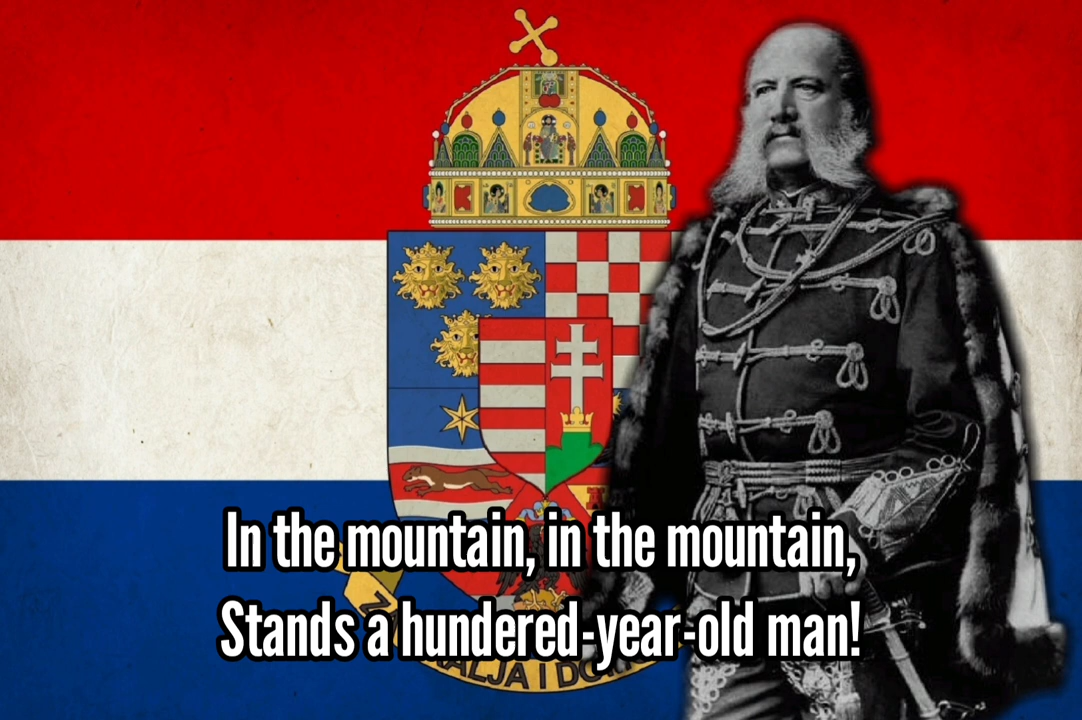 In the mountain, in the mountain,
Stands a hundered-year-old man!